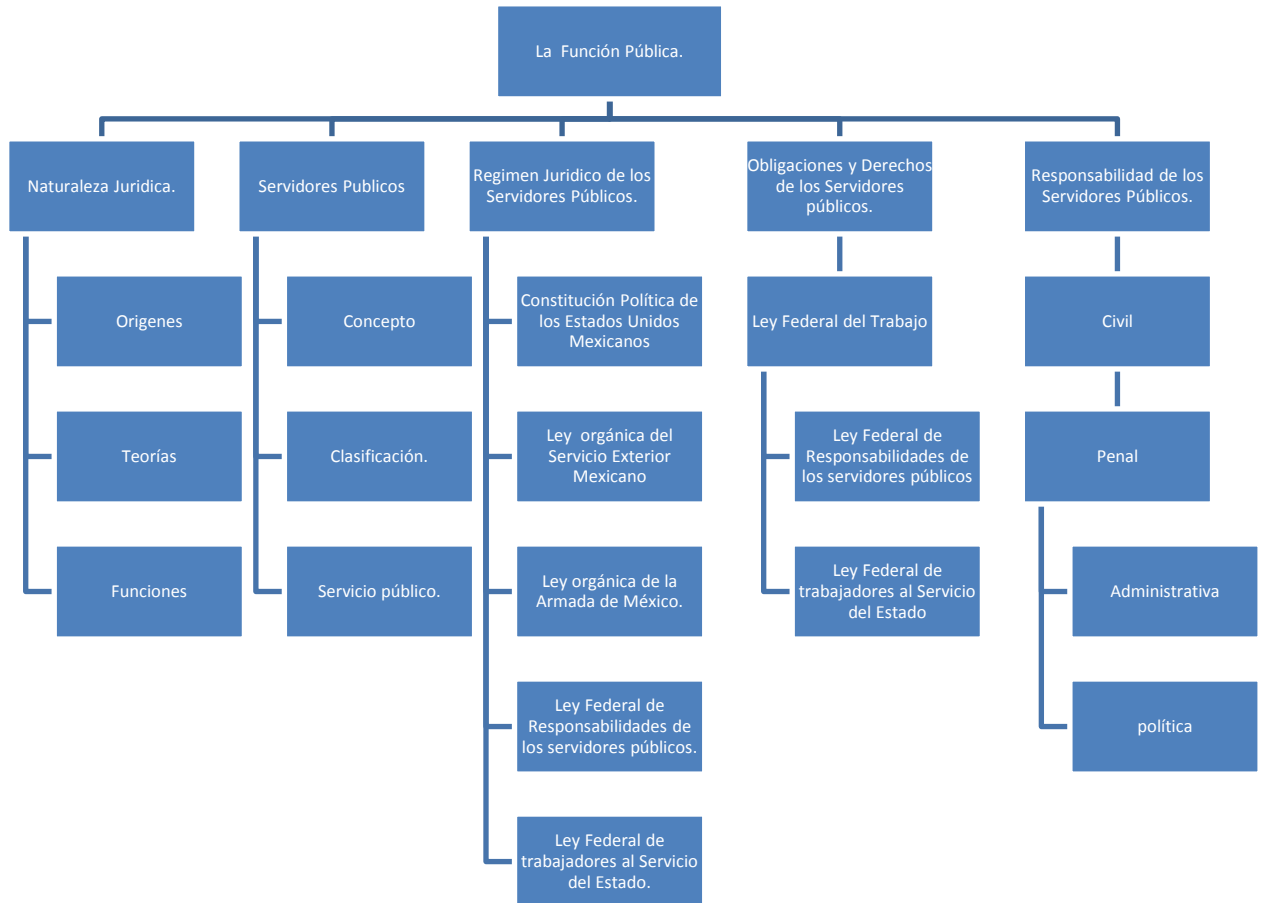 La  Función Pública.
Naturaleza Juridica.
Servidores Publicos
Regimen Juridico de los
Servidores Públicos.
Obligaciones y Derechos
de los Servidores
públicos.
Responsabilidad de los
Servidores Públicos.
Origenes
Concepto
Constitución Política de
los Estados Unidos
Mexicanos
Ley Federal del Trabajo
Civil
Teorías
Clasificación.
Ley  orgánica del
Servicio Exterior
Mexicano
Ley Federal de
Responsabilidades de
los servidores públicos
Penal
Funciones
Servicio público.
Ley orgánica de la
Armada de México.
Ley Federal de
trabajadores al Servicio
del Estado
Administrativa
Ley Federal de
Responsabilidades de
los servidores públicos.
política
Ley Federal de
trabajadores al Servicio
del Estado.